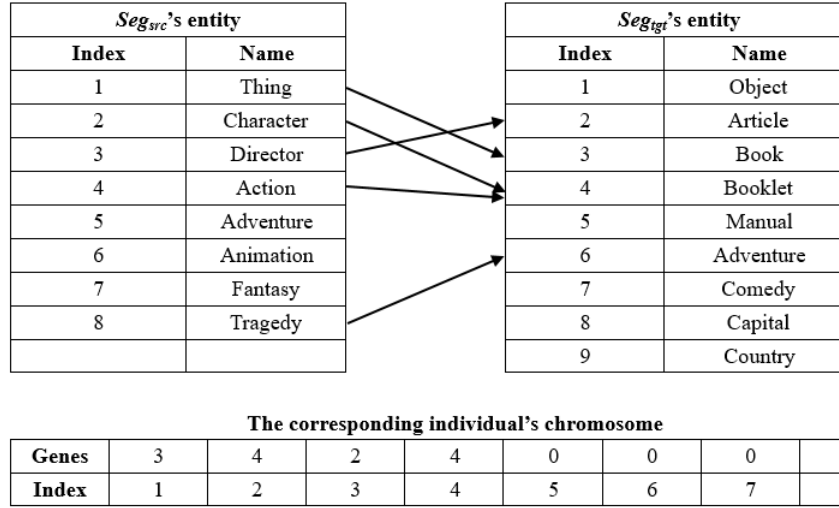 Seg_src's entity Seg_tgt's entity
Index Name Index Name
1 Thing 1 Object
2 Character 2 Article
3 Director 3 Book
4 Action 4 Booklet
5 Adventure 5 Manual
6 Animation 6 Adventure
7 Fantasy 7 Comedy
8 Tragedy 8 Capital
9 Country
The corresponding individual's chromosome
Genes 3 4 2 4 0 0 0
Index 1 2 3 4 5 6 7